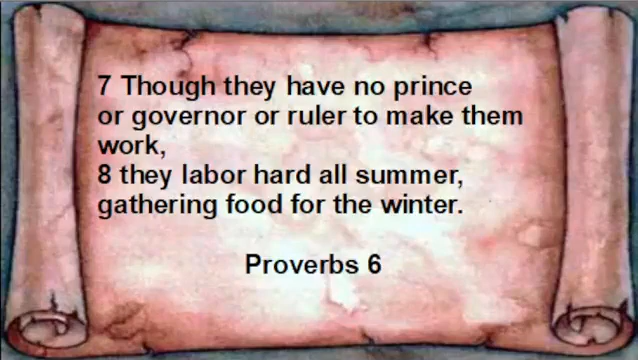 7 Though they have no prince
or governor or ruler to make them
work,
8 they labor hard all summer,
gathering food for the winter.
Proverbs 6